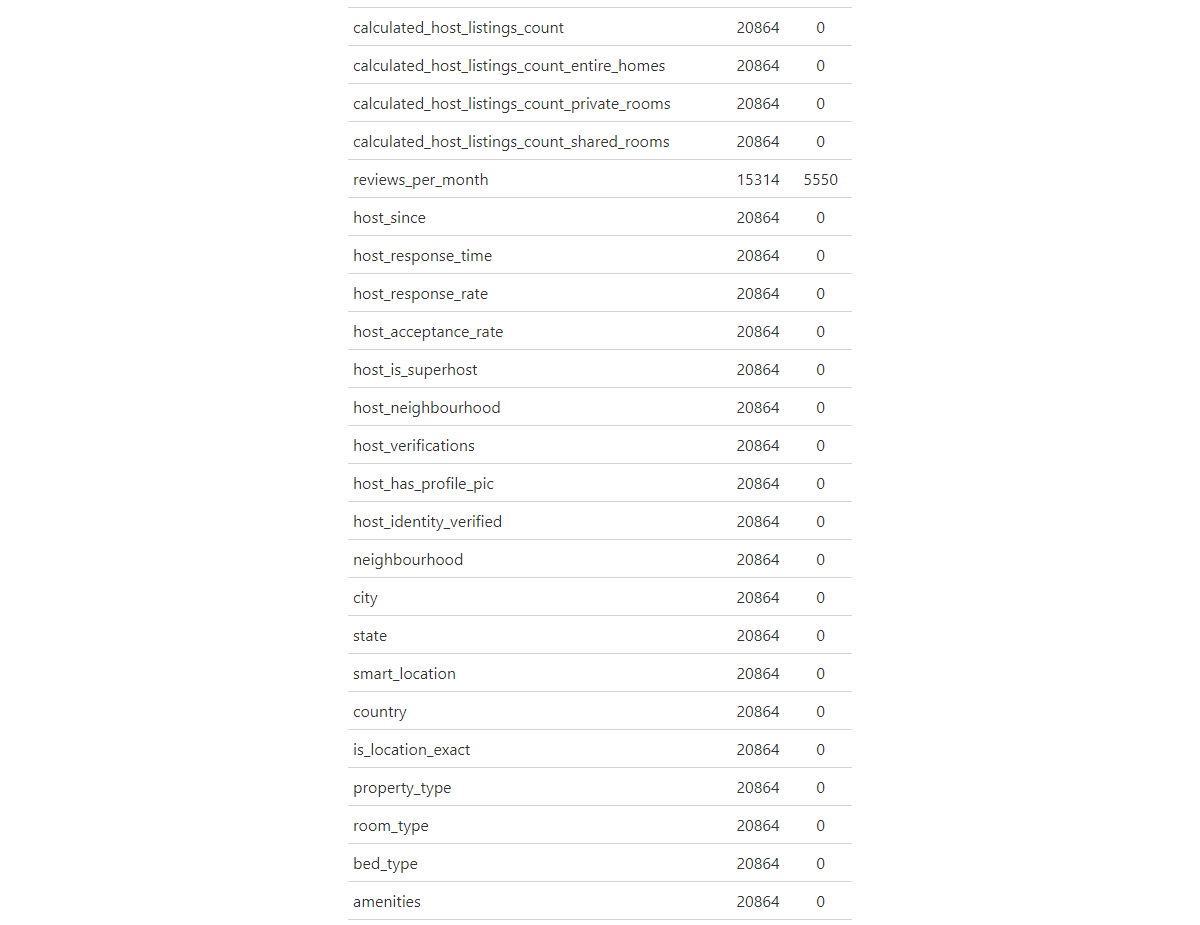 calculated_host_listings_count 20864 0
calculated_host_listings_count_entire_homes 20864 0
calculated_host_listings_count_private_rooms 20864 0
calculated_host_listings_count_shared_rooms 20864 0
reviews_per_month 15314 5550
host_since 20864 0
host_response_time 20864 0
host_response_rate 20864 0
host_acceptance_rate 20864 0
host_is_superhost 20864 0
host_neighbourhood 20864 0
host_verifications 20864 0
host_has_profile_pic 20864 0
host_identity_verified 20864 0
neighbourhood 20864 0
city 20864 0
state 20864 0
smart_location 20864 0
country 20864 0
is_location_exact 20864 0
property_type 20864 0
room_type 20864 0
bed_type 20864 0
amenities 20864 0